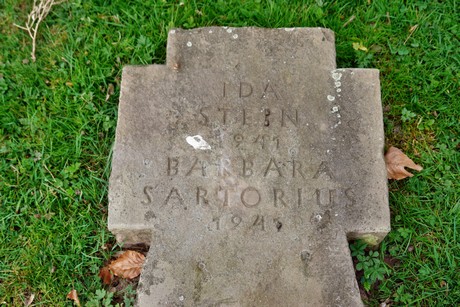 IDA
STEIN
1941
BARBARA
SARTORIUS
1945